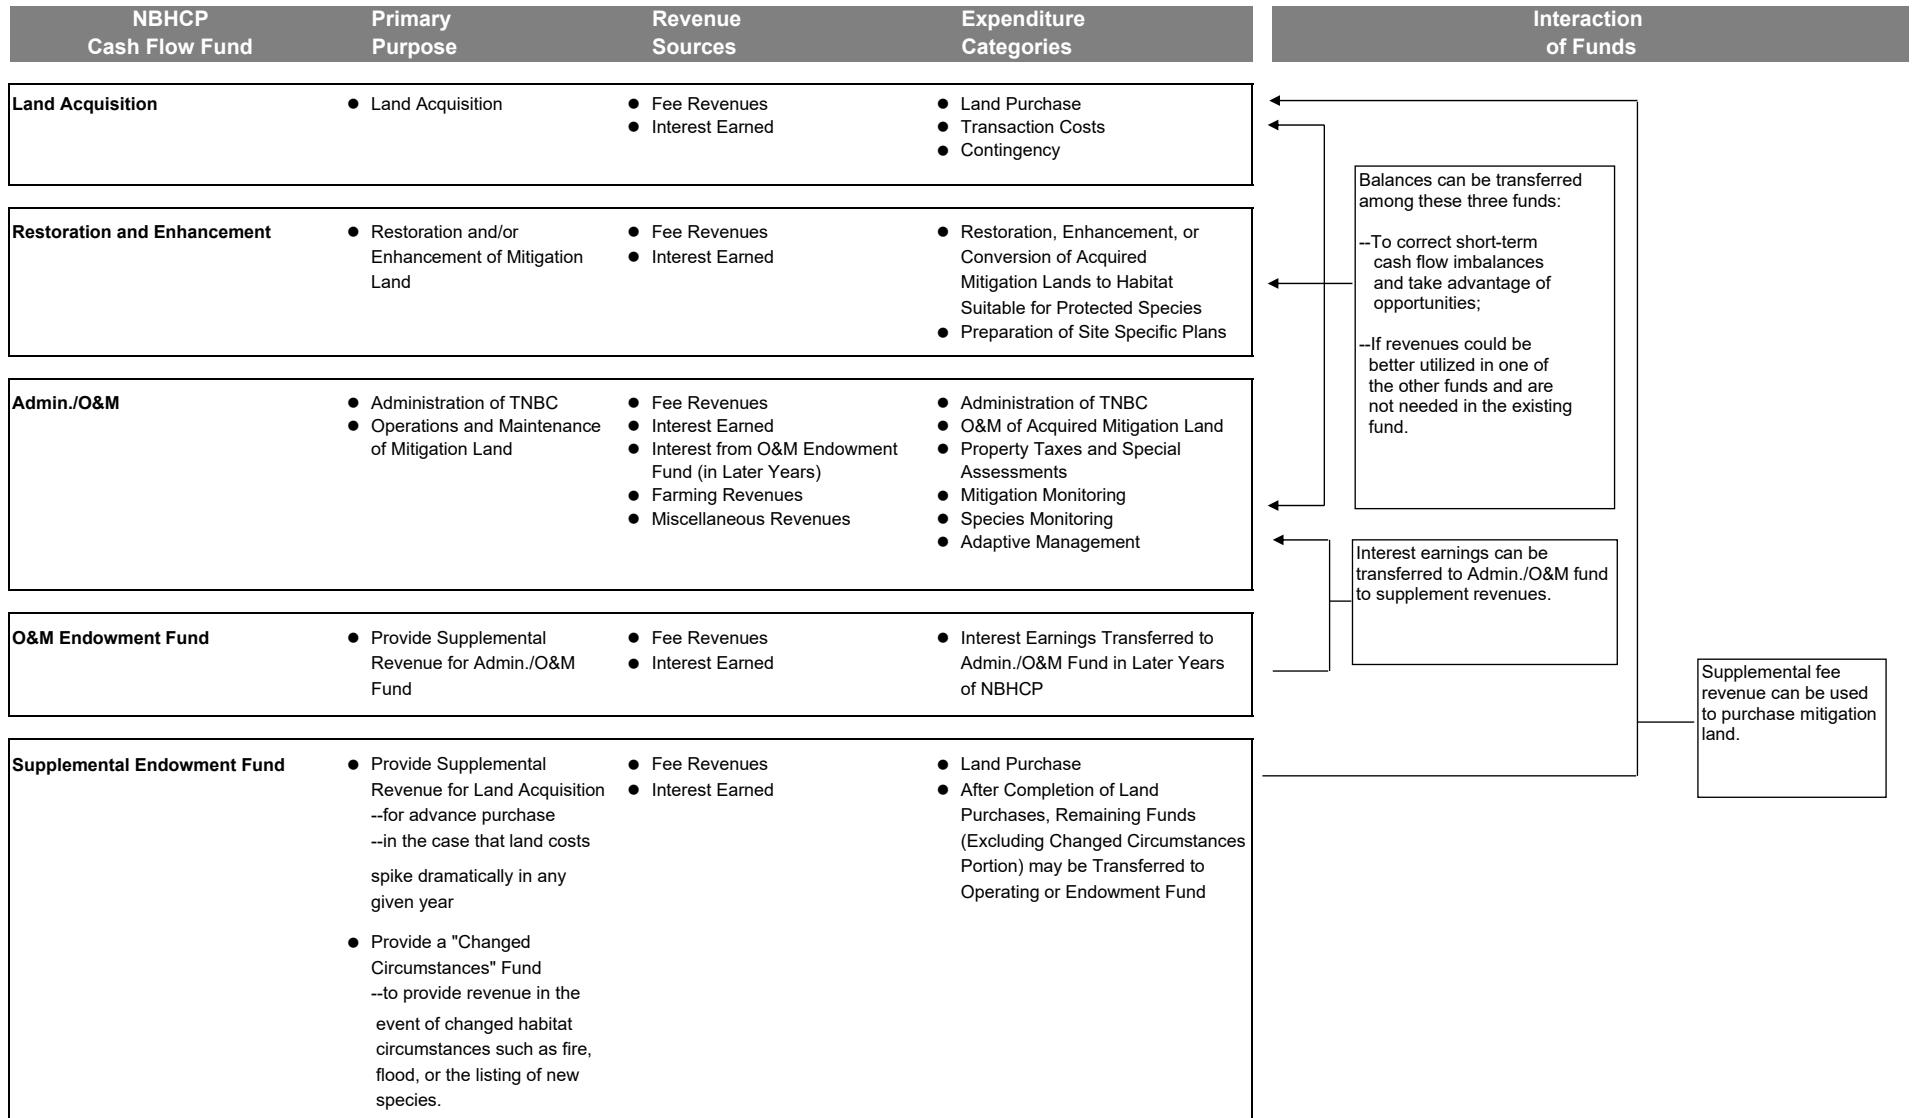 NBHCP
Cash Flow Fund
Primary
Purpose
Revenue
Sources
Expenditure
Categories
Interaction
of Funds
Land Acquisition
● Land Acquisition
● Fee Revenues
● Interest Earned
● Land Purchase
● Transaction Costs
● Contingency
Restoration and Enhancement
● Restoration and/or
Enhancement of Mitigation
Land
● Fee Revenues
● Interest Earned
● Restoration, Enhancement, or
Conversion of Acquired
Mitigation Lands to Habitat
Suitable for Protected Species
● Preparation of Site Specific Plans
Admin./O&M
● Administration of TNBC
● Operations and Maintenance
of Mitigation Land
● Fee Revenues
● Interest Earned
● Interest from O&M Endowment
Fund (in Later Years)
● Farming Revenues
● Miscellaneous Revenues
● Administration of TNBC
● O&M of Acquired Mitigation Land
● Property Taxes and Special
Assessments
● Mitigation Monitoring
● Species Monitoring
● Adaptive Management
O&M Endowment Fund
● Provide Supplemental
Revenue for Admin./O&M
Fund
● Fee Revenues
● Interest Earned
● Interest Earnings Transferred to
Admin./O&M Fund in Later Years
of NBHCP
Supplemental Endowment Fund
● Provide Supplemental
Revenue for Land Acquisition
--for advance purchase
--in the case that land costs
spike dramatically in any
given year
● Provide a "Changed
Circumstances" Fund
--to provide revenue in the
event of changed habitat
circumstances such as fire,
flood, or the listing of new
species.
● Fee Revenues
● Interest Earned
● Land Purchase
● After Completion of Land
Purchases, Remaining Funds
(Excluding Changed Circumstances
Portion) may be Transferred to
Operating or Endowment Fund
Balances can be transferred
among these three funds:
--To correct short-term
cash flow imbalances
and take advantage of
opportunities;
--If revenues could be
better utilized in one of
the other funds and are
not needed in the existing
fund.
Interest earnings can be
transferred to Admin./O&M fund
to supplement revenues.
Supplemental fee
revenue can be used
to purchase mitigation
land.